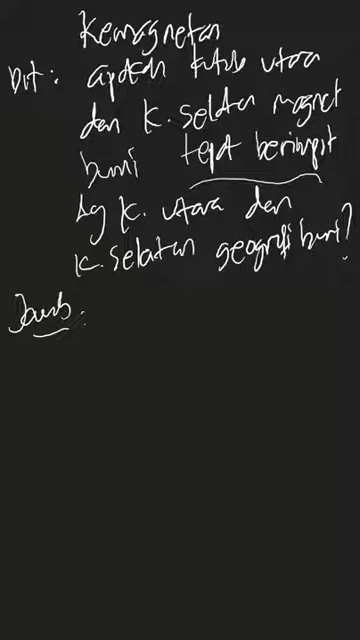 Kemagnetan
Dit : apakah kutub utara
dan k. selatan magnet
bumi tepat berimpit
dg k. utara dan
k. selatan geografi bumi?
Jawab :